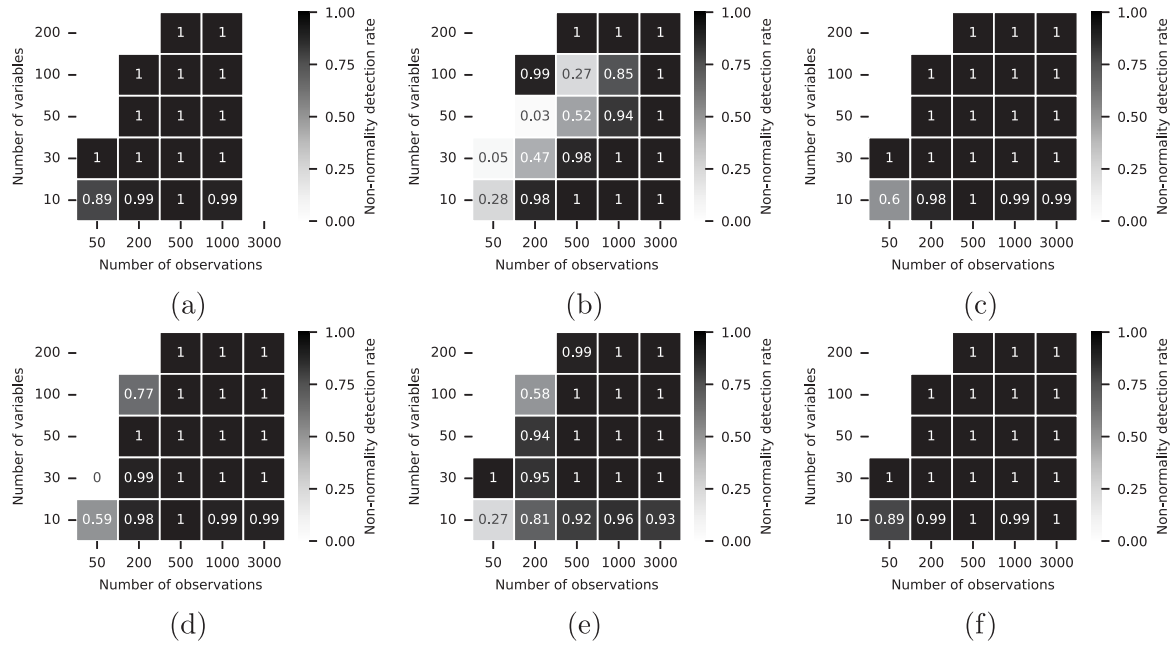 200 1 1 1.00
100 1 1 1 0.75
50 1 1 1 0.50
30 1 1 1 1 0.25
10 0.89 0.99 1 0.99 0.00
50 200 500 1000 3000
Number of observations
Number of variables
Non-normality detection rate
(a)
200 1 1 1 1.00
100 0.99 0.27 0.85 1 0.75
50 0.03 0.52 0.94 1 0.50
30 0.05 0.47 0.98 1 1 0.25
10 0.28 0.98 1 1 1 0.00
50 200 500 1000 3000
Number of observations
Number of variables
Non-normality detection rate
(b)
200 1 1 1 1.00
100 1 1 1 1 0.75
50 1 1 1 1 0.50
30 1 1 1 1 1 0.25
10 0.6 0.98 1 0.99 0.99 0.00
50 200 500 1000 3000
Number of observations
Number of variables
Non-normality detection rate
(c)
200 1 1 1 1.00
100 0.77 1 1 1 0.75
50 1 1 1 1 0.50
30 0 0.99 1 1 1 0.25
10 0.59 0.98 1 0.99 0.99 0.00
50 200 500 1000 3000
Number of observations
Number of variables
Non-normality detection rate
(d)
200 0.99 1 1 1.00
100 0.58 1 1 1 0.75
50 0.94 1 1 1 0.50
30 1 0.95 1 1 1 0.25
10 0.27 0.81 0.92 0.96 0.93 0.00
50 200 500 1000 3000
Number of observations
Number of variables
Non-normality detection rate
(e)
200 1 1 1 1.00
100 1 1 1 1 0.75
50 1 1 1 1 0.50
30 1 1 1 1 1 0.25
10 0.89 0.99 1 0.99 1 0.00
50 200 500 1000 3000
Number of observations
Number of variables
Non-normality detection rate
(f)